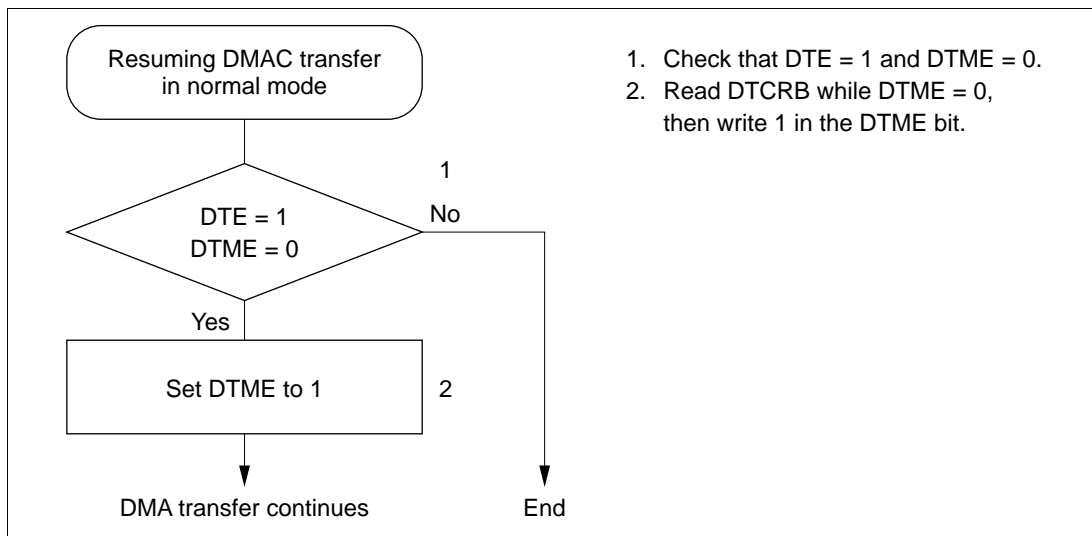 Resuming DMAC transfer
in normal mode
1. Check that DTE = 1 and DTME = 0.
2. Read DTCRB while DTME = 0,
then write 1 in the DTME bit.
1
DTE = 1
DTME = 0
No
Yes
Set DTME to 1
2
DMA transfer continues
End